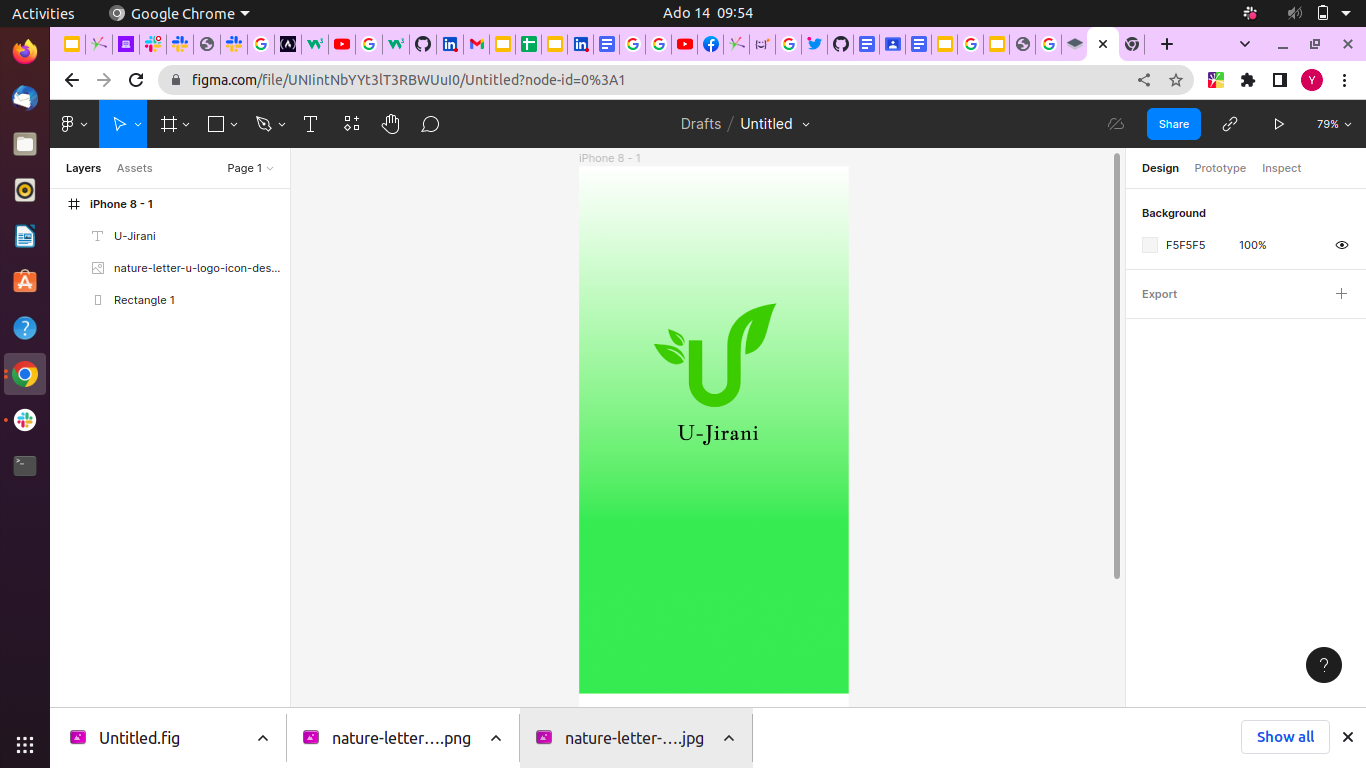 Activities
Google Chrome
Ado 14 09:54
figma.com/file/UNIintNbYYt3lT3RBWUuI0/Untitled?node-id=0%3A1
Y
Drafts / Untitled
Share
79%
Layers
Assets
Page 1
iPhone 8 - 1
U-Jirani
nature-letter-u-logo-icon-des...
Rectangle 1
iPhone 8 - 1
U-Jirani
Design
Prototype
Inspect
Background
F5F5F5
100%
Export
?
Untitled.fig
nature-letter....png
nature-letter-....jpg
Show all